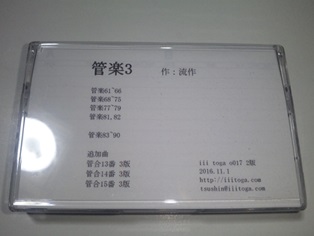 管楽3 作：流作
管楽61~66
管楽68~75
管楽77~79
管楽81,82
管楽83~90
追加曲
管合13番 3版
管合14番 3版
管合15番 3版
iii toga o017 2版
2016.11.1
http://iiitoga.com
tsushin@iiitoga.com